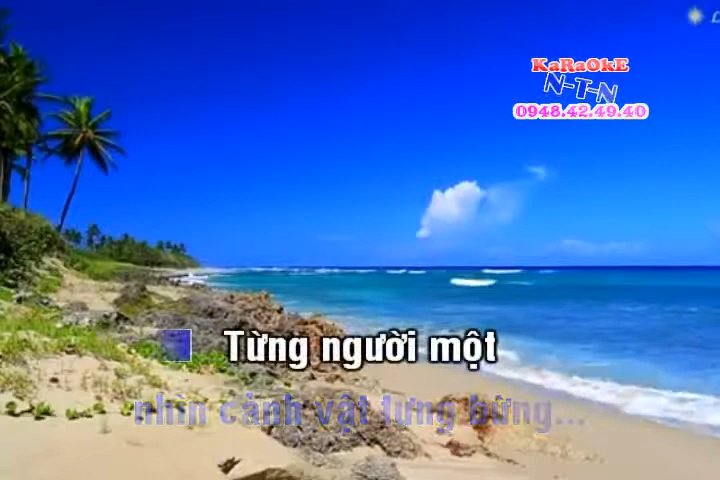 KaRaOkE
N-T-N
0948.42.49.40
Từng người một
nhìn cảnh vật tưng bừng...